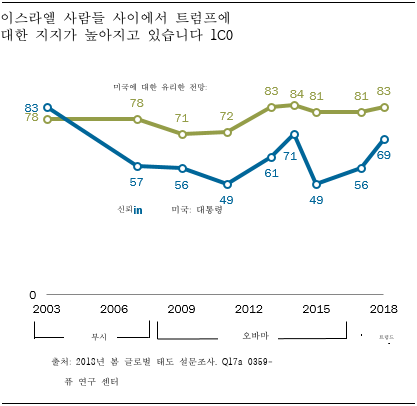 이스라엘 사람들 사이에서 트럼프에
대한 지지가 높아지고 있습니다 1C0
미국에 대한 유리한 전망:
83 78 78 71 72 83 84 81 81 83
57 56 49 61 71 49 56 69
신뢰in 미국: 대통령
0
2003 2006 2009 2012 2015 2018
부시 오바마 트럼프
출처: 2018년 봄 글로벌 태도 설문조사. Q17a 0359-
퓨 연구 센터